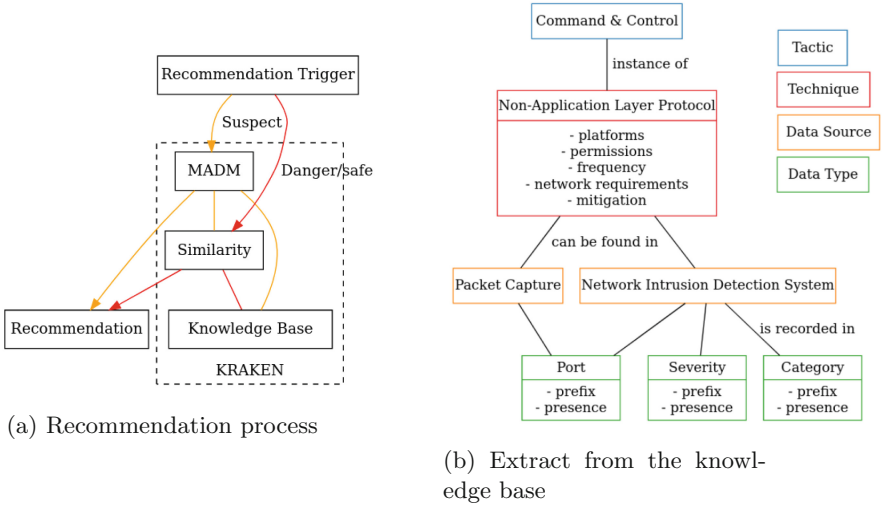 Recommendation Trigger
Suspect
MADM
Danger/safe
Similarity
Recommendation
Knowledge Base
KRAKEN
(a) Recommendation process
Command & Control
instance of
Non-Application Layer Protocol
- platforms
- permissions
- frequency
- network requirements
- mitigation
can be found in
Packet Capture
Network Intrusion Detection System
is recorded in
Port
- prefix
- presence
Severity
- prefix
- presence
Category
- prefix
- presence
Tactic
Technique
Data Source
Data Type
(b) Extract from the knowl-
edge base